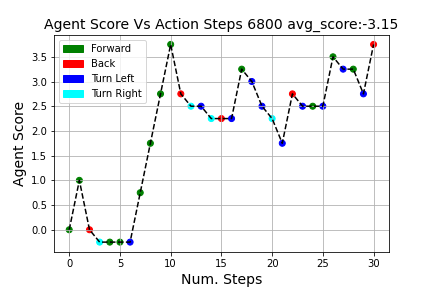 Agent Score Vs Action Steps 6800 avg_score:-3.15
Forward
Back
Turn Left
Turn Right
Agent Score
3.5
3.0
2.5
2.0
1.5
1.0
0.5
0.0
0 5 10 15 20 25 30
Num. Steps